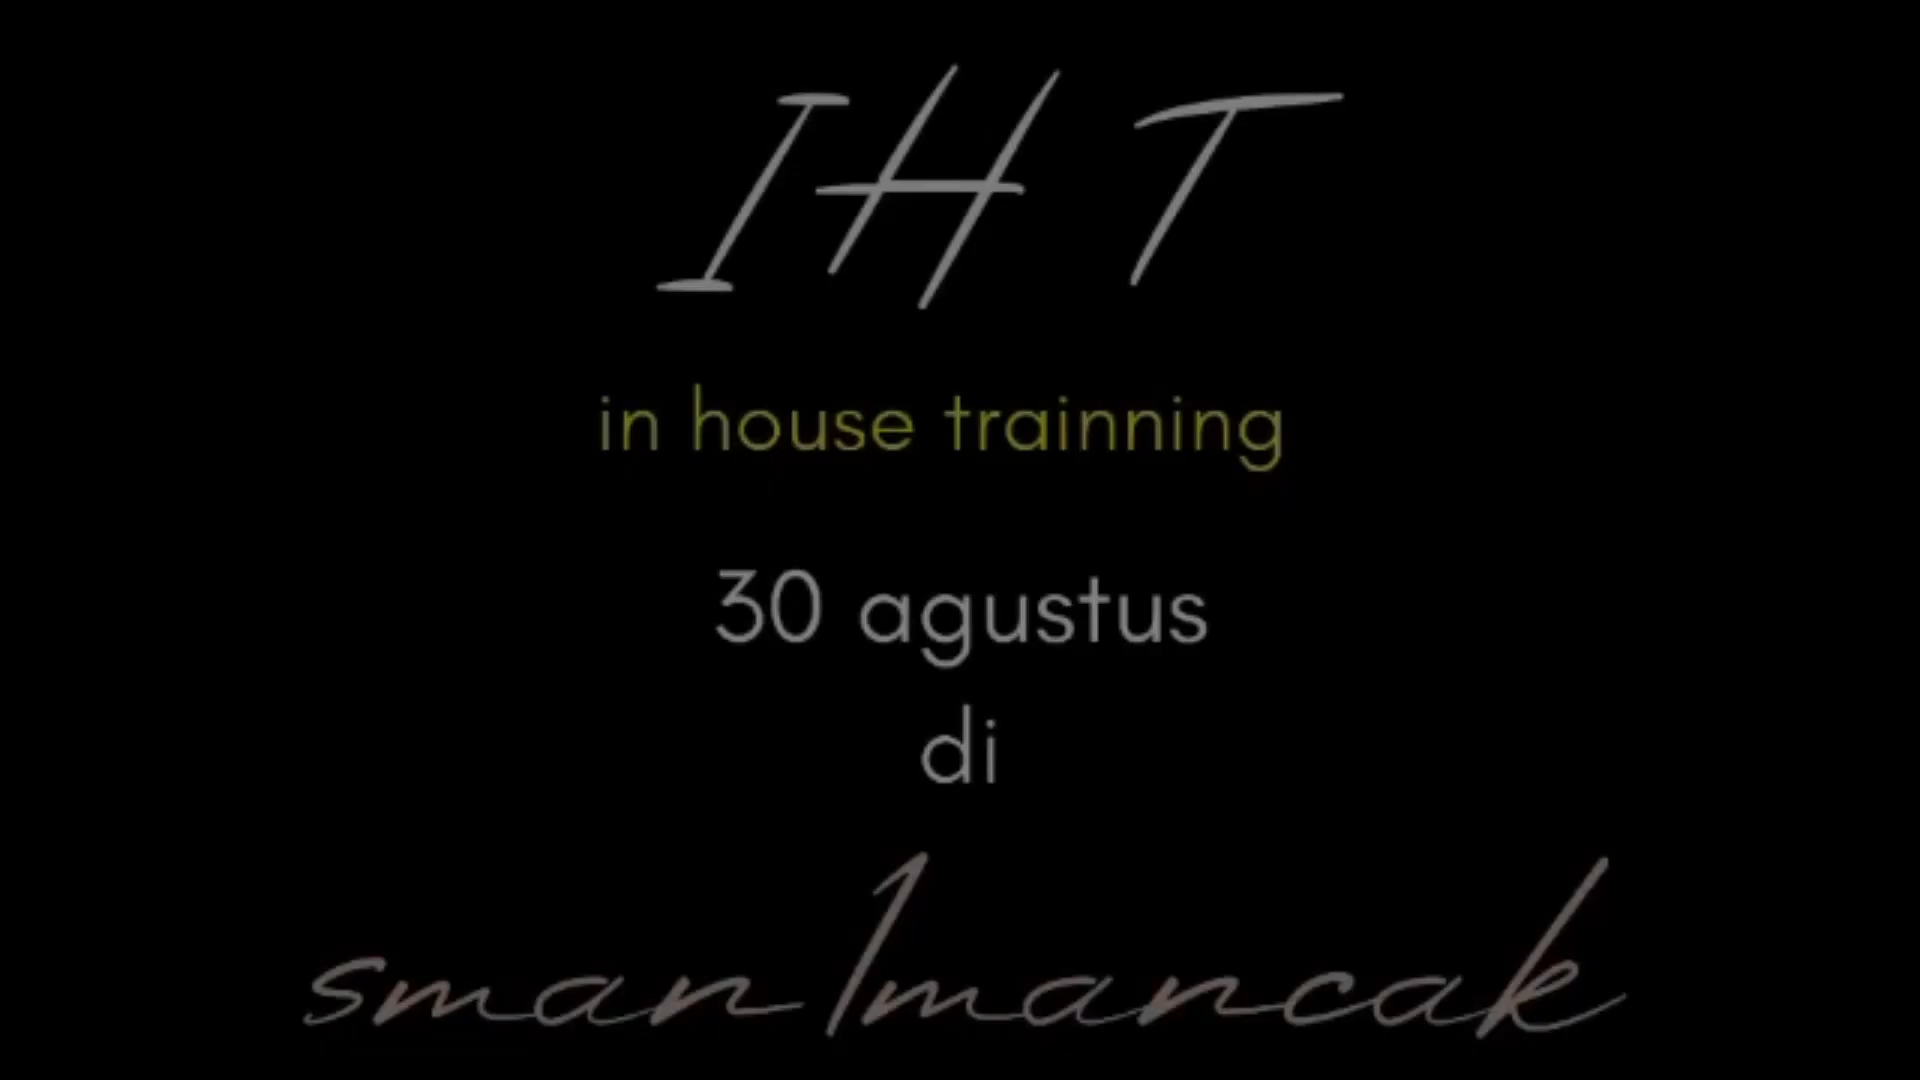 IHT
in house trainning
30 agustus
di
sman1mancak